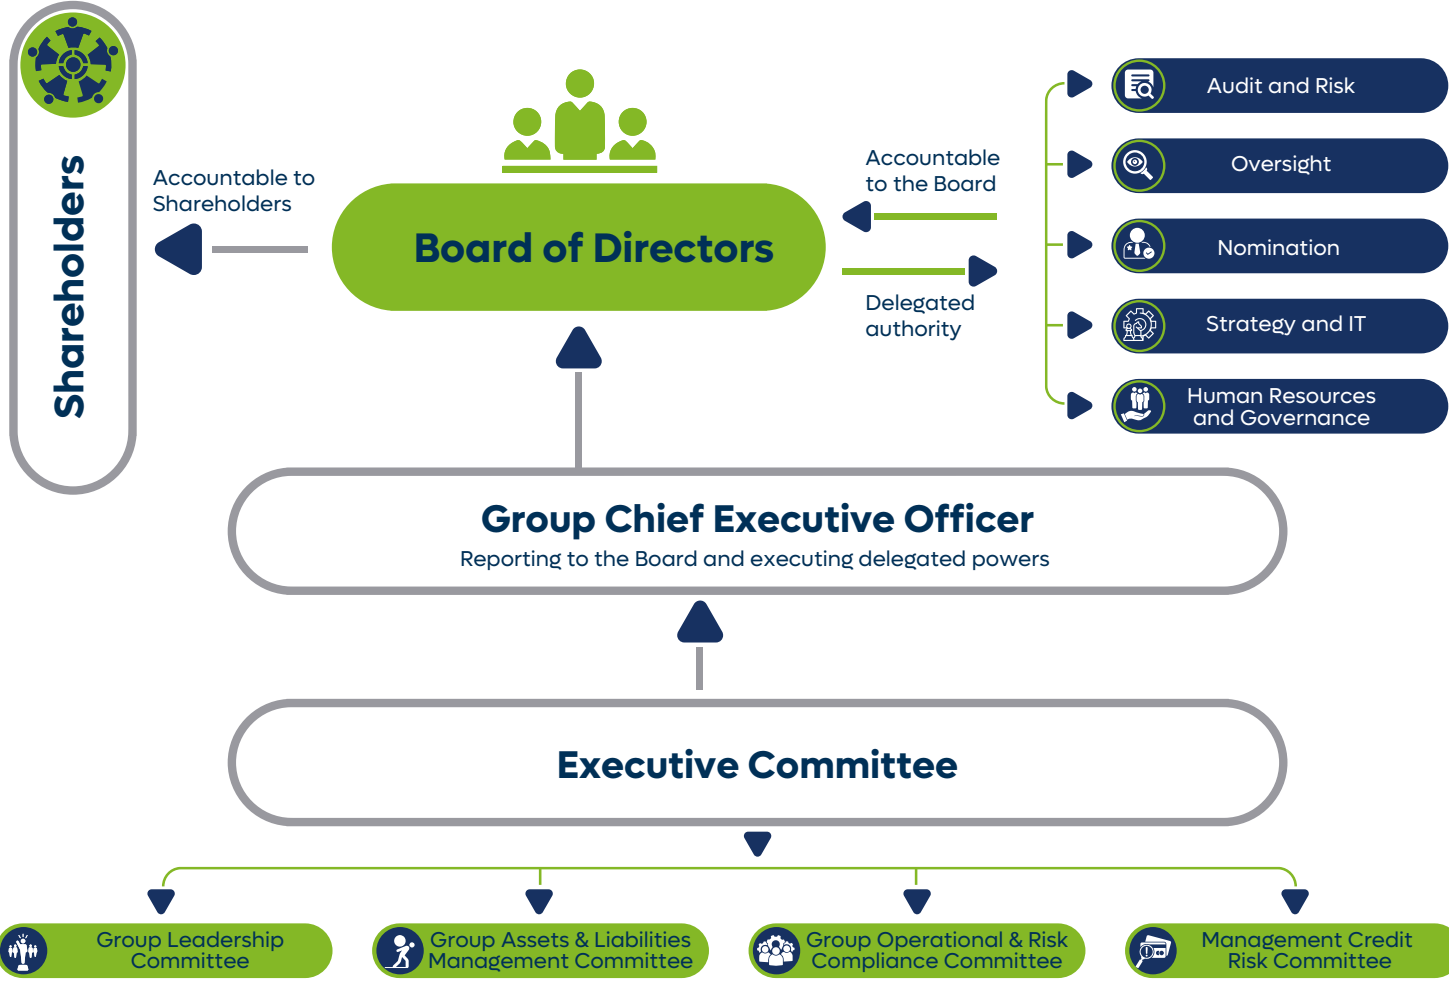 Shareholders
Accountable to
Shareholders
Board of Directors
Accountable
to the Board
Delegated
authority
Audit and Risk
Oversight
Nomination
Strategy and IT
Human Resources
and Governance
Group Chief Executive Officer
Reporting to the Board and executing delegated powers
Executive Committee
Group Leadership
Committee
Group Assets & Liabilities
Management Committee
Group Operational & Risk
Compliance Committee
Management Credit
Risk Committee